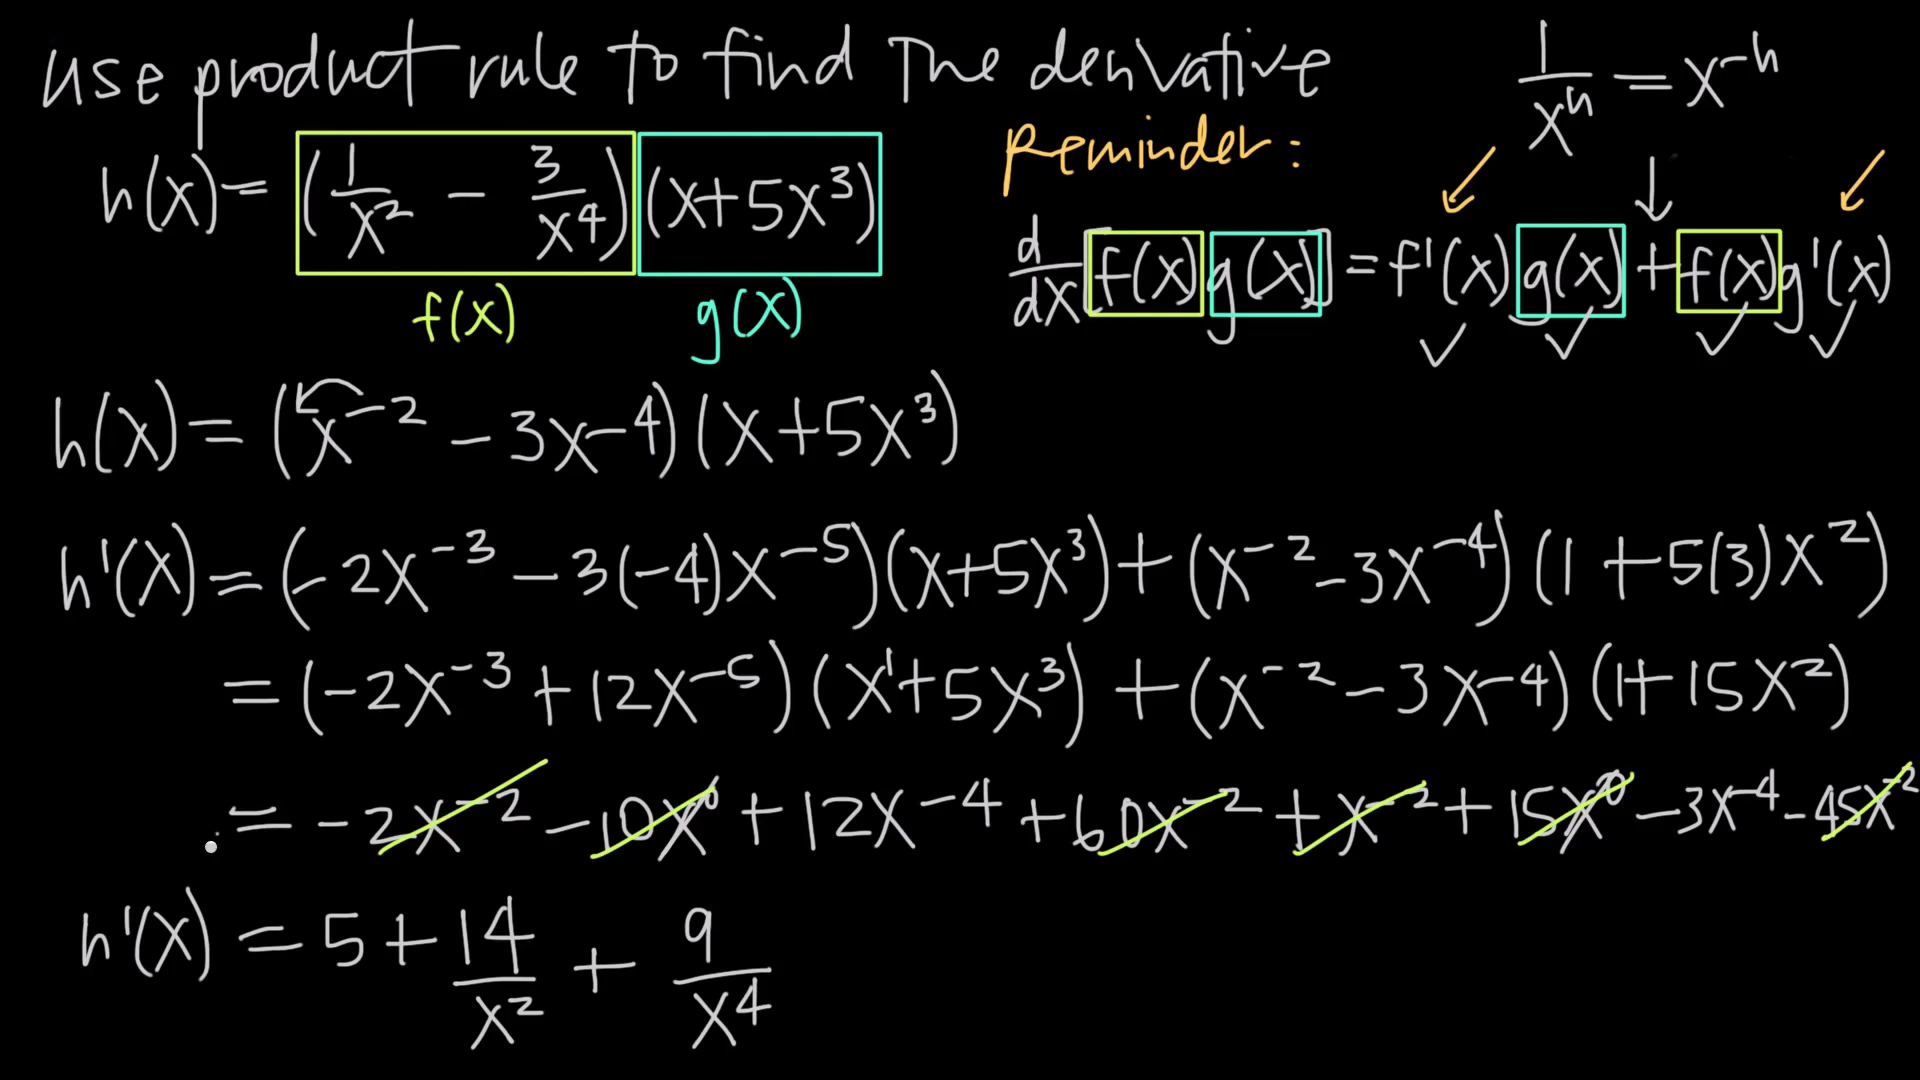 use product rule to find the derivative
1/xⁿ = x⁻ⁿ
h(x) = (1/x² - 3/x⁴)(x+5x³)
f(x) g(x)
Reminder:
d/dx[f(x)g(x)] = f'(x)g(x) + f(x)g'(x)
h(x) = (x⁻² - 3x⁻⁴)(x+5x³)
h'(x) = (-2x⁻³ - 3(-4)x⁻⁵)(x+5x³) + (x⁻² - 3x⁻⁴)(1 + 5(3)x²)
= (-2x⁻³ + 12x⁻⁵)(x¹+5x³) + (x⁻² - 3x⁻⁴)(1+15x²)
= -2x⁻² - 10x⁰ + 12x⁻⁴ + 60x⁻² + x⁻² + 15x⁰ - 3x⁻⁴ - 45x⁻²
h'(x) = 5 + 14/x² + 9/x⁴